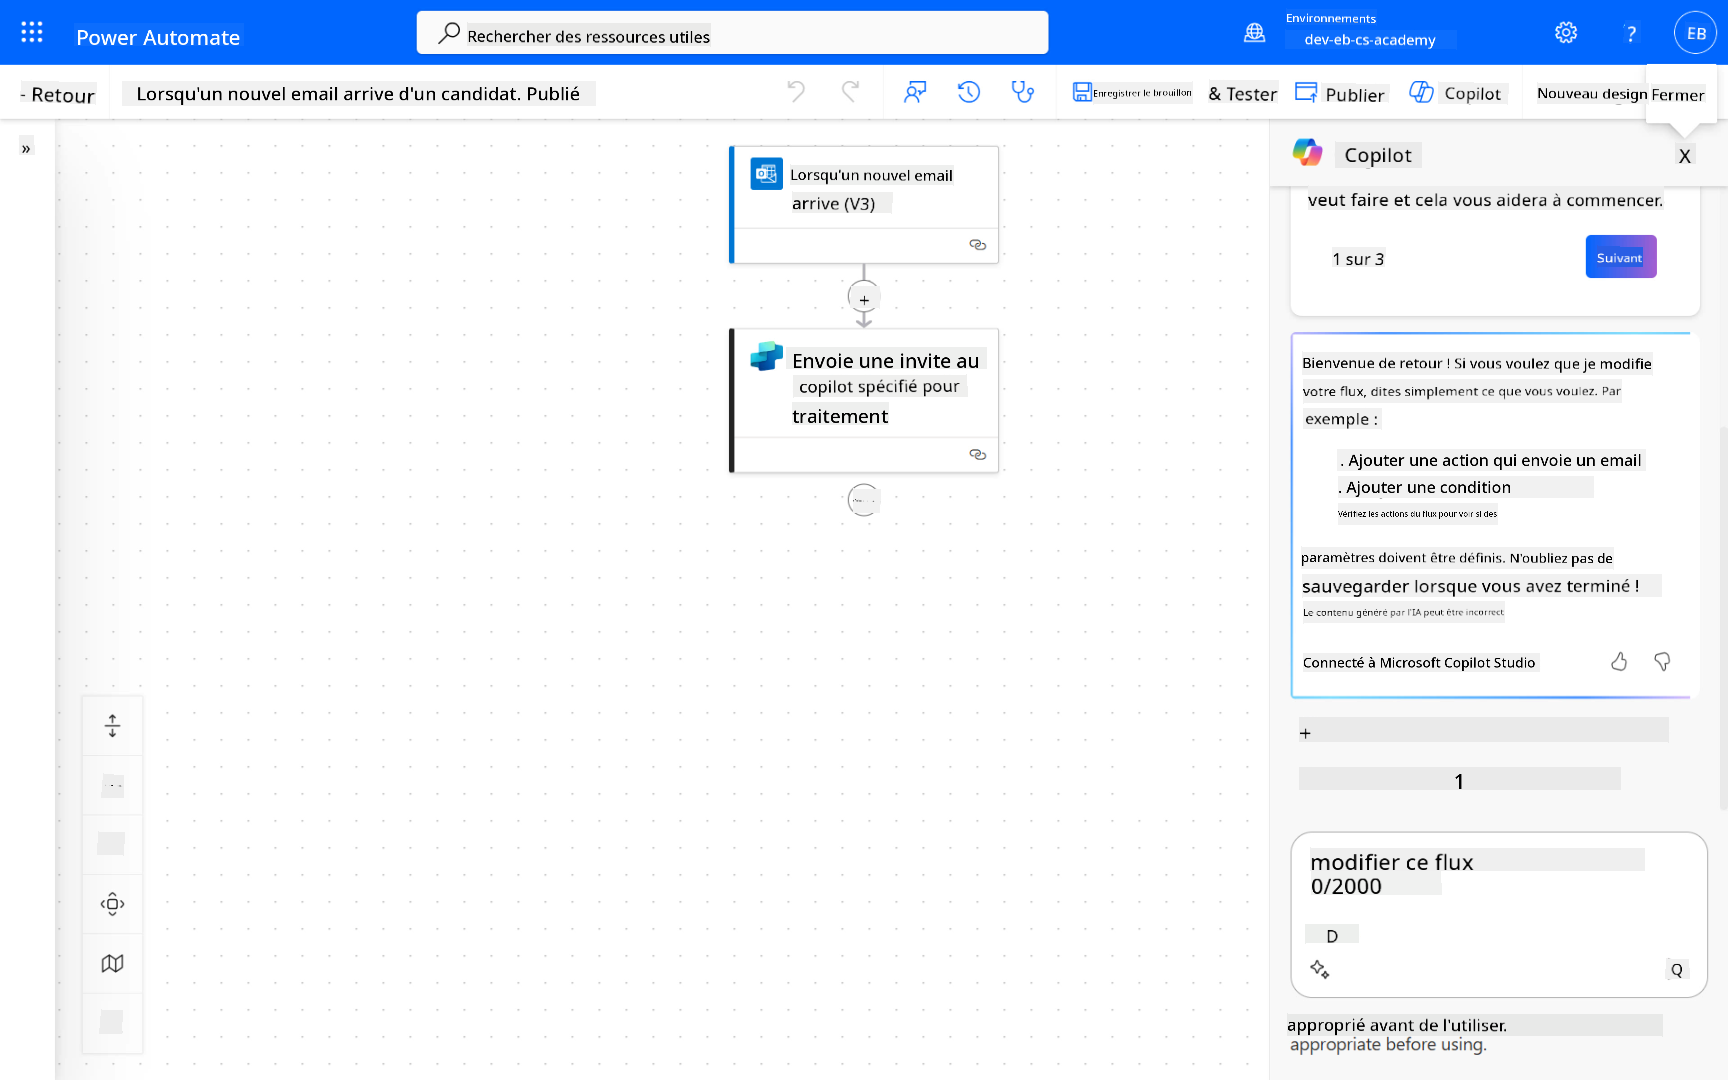 Power Automate
Rechercher des ressources utiles
Environnements
dev-eb-cs-academy
?
EB
- Retour
Lorsqu'un nouvel email arrive d'un candidat. Publié
Enregistrer le brouillon
& Tester
Publier
Copilot
Nouveau design
Fermer
»
Lorsqu'un nouvel email
arrive (V3)
+
Envoie une invite au
copilot spécifié pour
traitement
Copilot
X
veut faire et cela vous aidera à commencer.
1 sur 3
Suivant
Bienvenue de retour ! Si vous voulez que je modifie
votre flux, dites simplement ce que vous voulez. Par
exemple :
. Ajouter une action qui envoie un email
. Ajouter une condition
Vérifiez les actions du flux pour voir si des
paramètres doivent être définis. N'oubliez pas de
sauvegarder lorsque vous avez terminé !
Le contenu généré par l'IA peut être incorrect
Connecté à Microsoft Copilot Studio
+
1
modifier ce flux
0/2000
D
Q
approprié avant de l'utiliser.
appropriate before using.